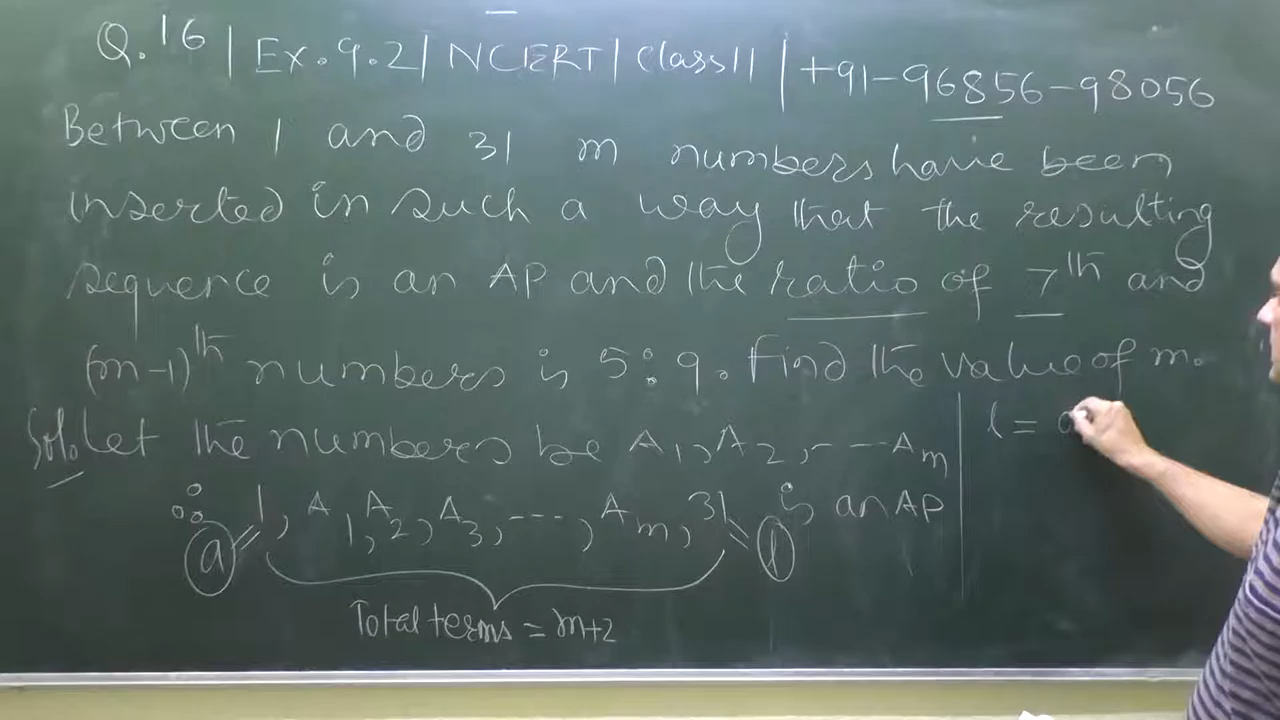 Q.16 | Ex.9.2 | NCERT | Class 11 | +91-96856-98056
Between 1 and 31 m numbers have been
inserted in such a way that the resulting
sequence is an AP and the ratio of 7th and
(m-1)th numbers is 5:9. Find the value of m.
Sol. Let the numbers be A1, A2, --- Am
∴ a = 1, A1, A2, A3, ---, Am, 31 = l is an AP
Total terms = m+2
l = a